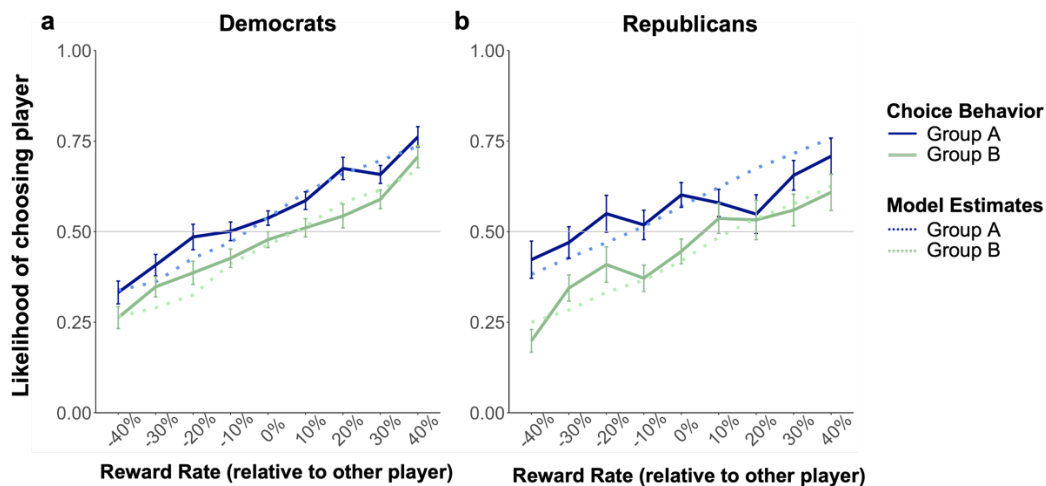 a
Democrats
b
Republicans
Likelihood of choosing player
1.00
0.75
0.50
0.25
0.00
-40%
-30%
-20%
-10%
0%
10%
20%
30%
40%
Reward Rate (relative to other player)
1.00
0.75
0.50
0.25
0.00
-40%
-30%
-20%
-10%
0%
10%
20%
30%
40%
Reward Rate (relative to other player)
Choice Behavior
Group A
Group B
Model Estimates
Group A
Group B